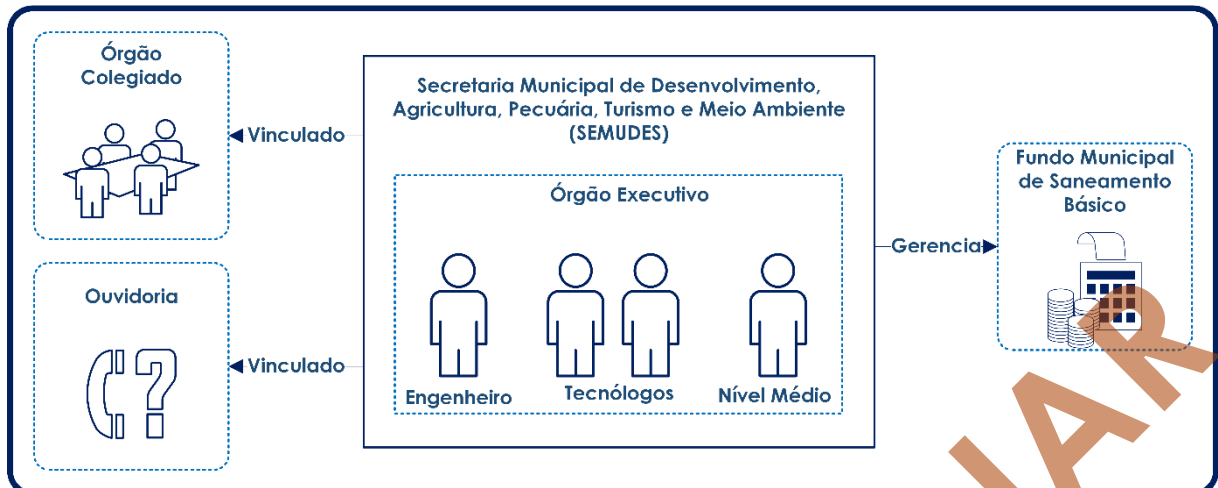 Órgão
Colegiado
Vinculado
Ouvidoria
Vinculado
Secretaria Municipal de Desenvolvimento,
Agricultura, Pecuária, Turismo e Meio Ambiente
(SEMUDES)
Órgão Executivo
Engenheiro
Tecnólogos
Nível Médio
Gerencia
Fundo Municipal
de Saneamento
Básico